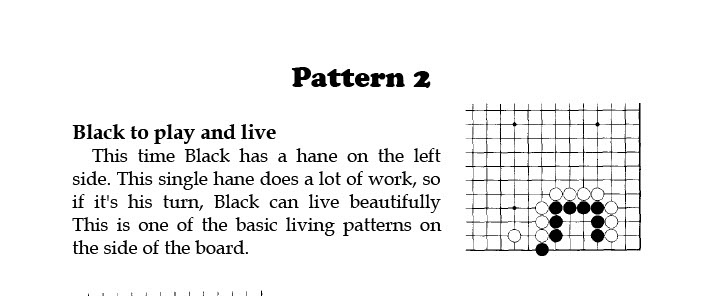 Pattern 2
Black to play and live
This time Black has a hane on the left
side. This single hane does a lot of work, so
if it's his turn, Black can live beautifully
This is one of the basic living patterns on
the side of the board.